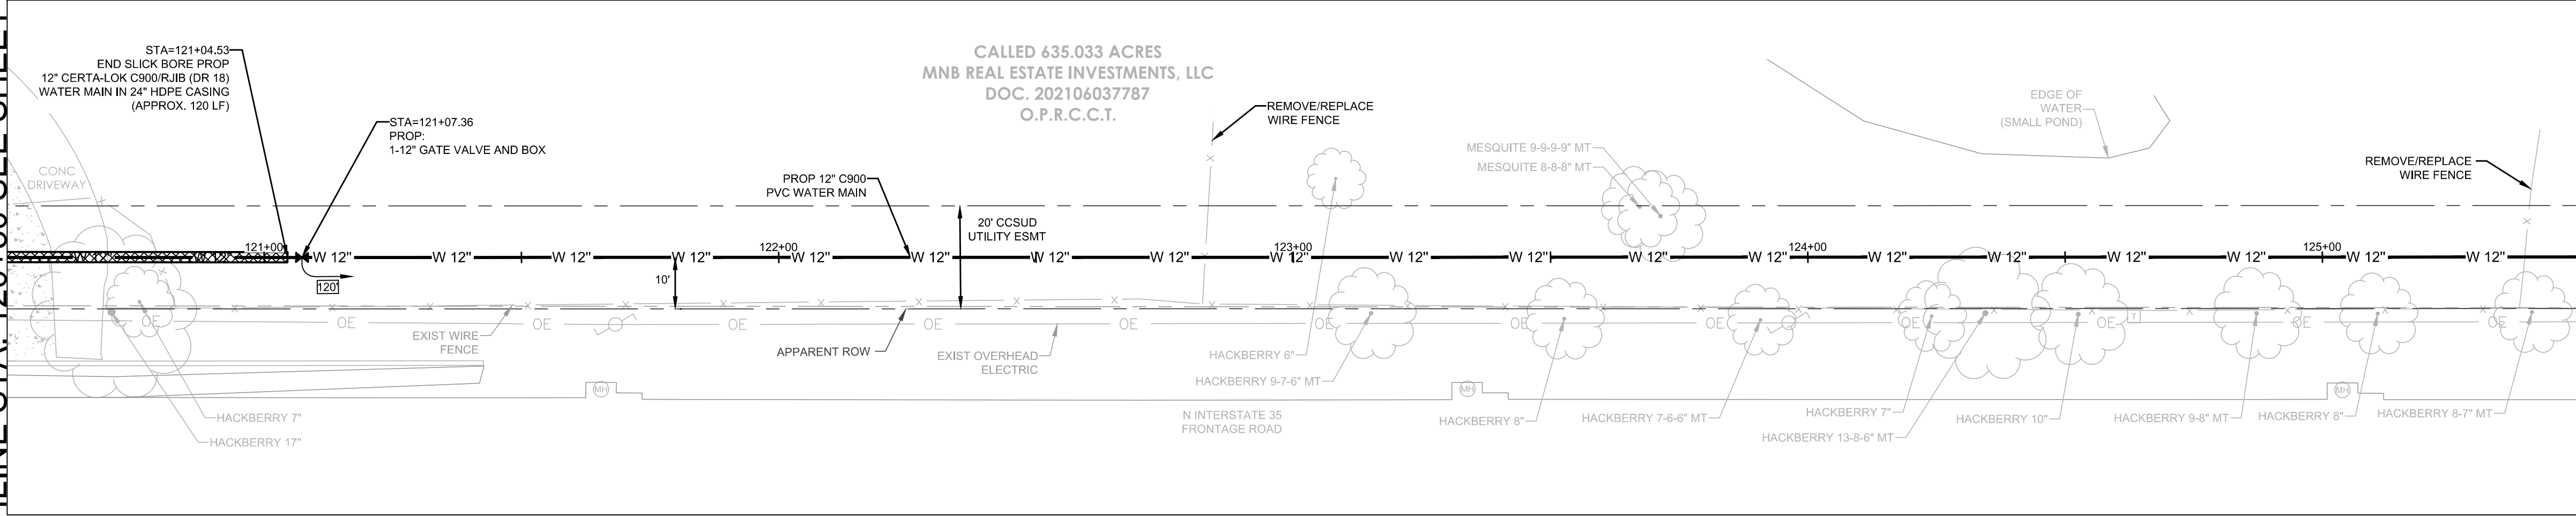 STA=121+04.53
END SLICK BORE PROP
12" CERTA-LOK C900/RJIB (DR 18)
WATER MAIN IN 24" HDPE CASING
(APPROX. 120 LF)
STA=121+07.36
PROP:
1-12" GATE VALVE AND BOX
CALLED 635.033 ACRES
MNB REAL ESTATE INVESTMENTS, LLC
DOC. 202106037787
O.P.R.C.C.T.
REMOVE/REPLACE
WIRE FENCE
EDGE OF
WATER
(SMALL POND)
MESQUITE 9-9-9-9" MT
MESQUITE 8-8-8" MT
REMOVE/REPLACE
WIRE FENCE
CONC
DRIVEWAY
PROP 12" C900
PVC WATER MAIN
20' CCSUD
UTILITY ESMT
121+00
122+00
123+00
124+00
125+00
W 12" W 12" W 12" W 12" W 12" W 12" W 12" W 12" W 12" W 12" W 12" W 12" W 12" W 12" W 12" W 12" W 12" W 12" W 12"
120'
10'
OE OE OE OE OE OE OE OE OE OE OE OE OE
T
EXIST WIRE
FENCE
APPARENT ROW
EXIST OVERHEAD
ELECTRIC
HACKBERRY 6"
HACKBERRY 9-7-6" MT
MH
MH
MH
N INTERSTATE 35
FRONTAGE ROAD
HACKBERRY 7"
HACKBERRY 17"
HACKBERRY 8"
HACKBERRY 7-6-6" MT
HACKBERRY 7"
HACKBERRY 13-8-6" MT
HACKBERRY 10"
HACKBERRY 9-8" MT
HACKBERRY 8"
HACKBERRY 8-7" MT